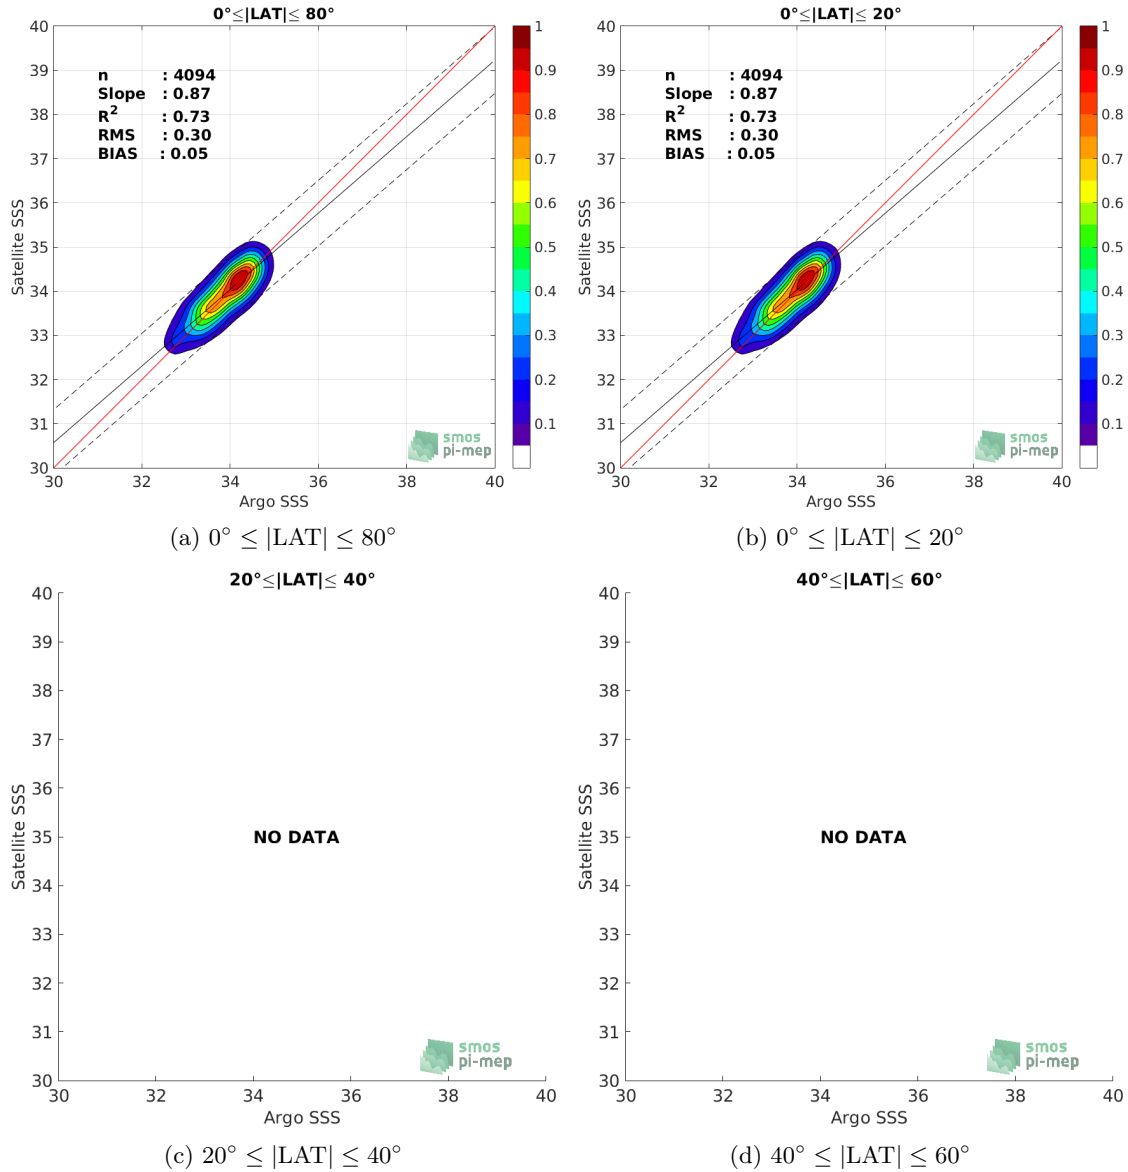 0°≤|LAT|≤ 80°
40
39
38
37
36
35
34
33
32
31
30
Satellite SSS
n : 4094
Slope : 0.87
R² : 0.73
RMS : 0.30
BIAS : 0.05
smos
pi-mep
30 32 34 36 38 40
Argo SSS
1
0.9
0.8
0.7
0.6
0.5
0.4
0.3
0.2
0.1
(a) 0° ≤ |LAT| ≤ 80°
0°≤|LAT|≤ 20°
40
39
38
37
36
35
34
33
32
31
30
Satellite SSS
n : 4094
Slope : 0.87
R² : 0.73
RMS : 0.30
BIAS : 0.05
smos
pi-mep
30 32 34 36 38 40
Argo SSS
1
0.9
0.8
0.7
0.6
0.5
0.4
0.3
0.2
0.1
(b) 0° ≤ |LAT| ≤ 20°
20°≤|LAT|≤ 40°
40
39
38
37
36
35
34
33
32
31
30
Satellite SSS
NO DATA
smos
pi-mep
30 32 34 36 38 40
Argo SSS
(c) 20° ≤ |LAT| ≤ 40°
40°≤|LAT|≤ 60°
40
39
38
37
36
35
34
33
32
31
30
Satellite SSS
NO DATA
smos
pi-mep
30 32 34 36 38 40
Argo SSS
(d) 40° ≤ |LAT| ≤ 60°